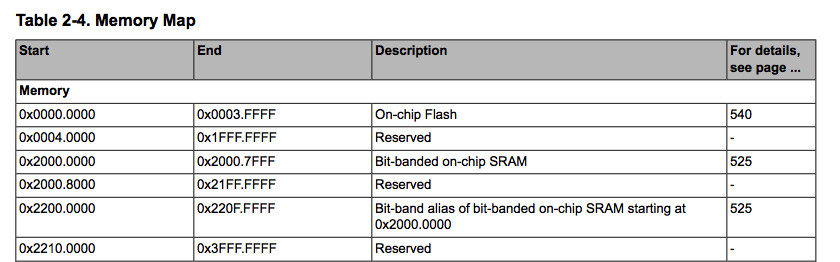 Table 2-4. Memory Map
Start End Description For details,
see page ...
Memory
0x0000.0000 0x0003.FFFF On-chip Flash 540
0x0004.0000 0x1FFF.FFFF Reserved -
0x2000.0000 0x2000.7FFF Bit-banded on-chip SRAM 525
0x2000.8000 0x21FF.FFFF Reserved -
0x2200.0000 0x220F.FFFF Bit-band alias of bit-banded on-chip SRAM starting at 525
0x2000.0000
0x2210.0000 0x3FFF.FFFF Reserved -